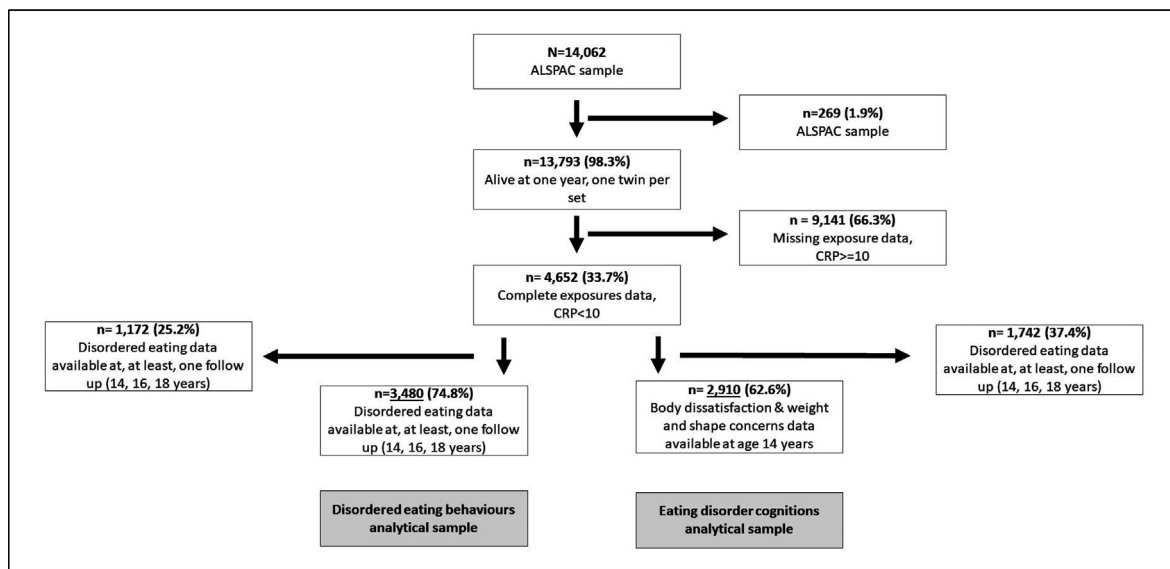 N=14,062
ALSPAC sample
n=269 (1.9%)
ALSPAC sample
n=13,793 (98.3%)
Alive at one year, one twin per
set
n = 9,141 (66.3%)
Missing exposure data,
CRP>=10
n= 4,652 (33.7%)
Complete exposures data,
CRP<10
n= 1,172 (25.2%)
Disordered eating data
available at, at least, one follow
up (14, 16, 18 years)
n= 1,742 (37.4%)
Disordered eating data
available at, at least, one follow
up (14, 16, 18 years)
n=3,480 (74.8%)
Disordered eating data
available at, at least, one follow
up (14, 16, 18 years)
n= 2,910 (62.6%)
Body dissatisfaction & weight
and shape concerns data
available at age 14 years
Disordered eating behaviours
analytical sample
Eating disorder cognitions
analytical sample